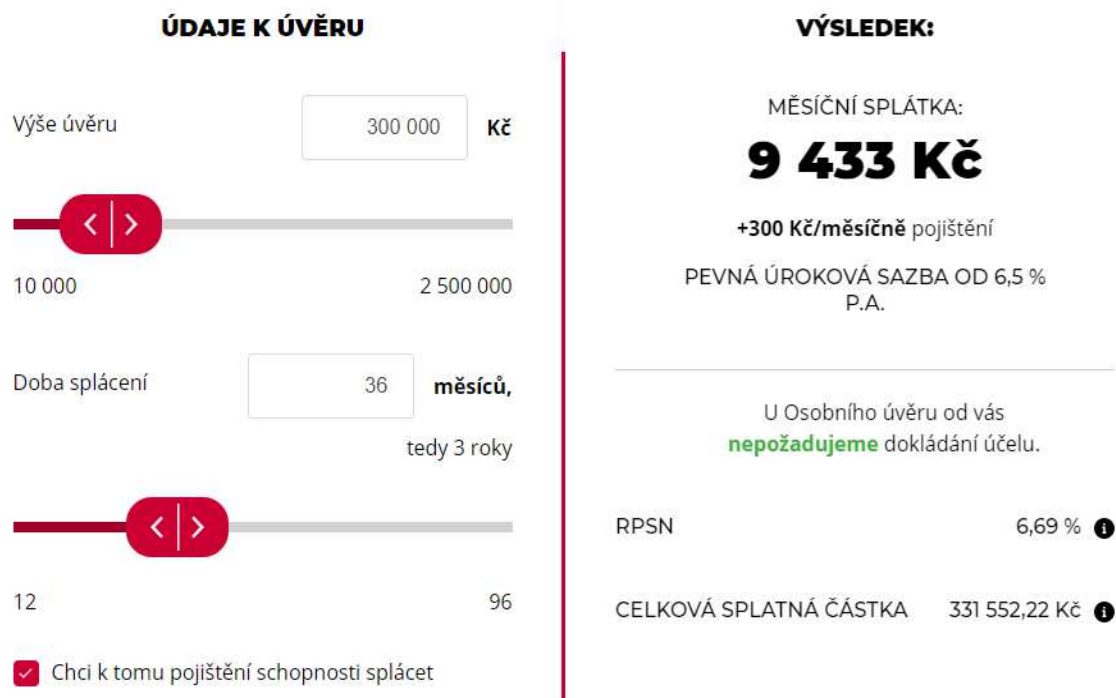 ÚDAJE K ÚVĚRU
Výše úvěru 300 000 Kč
10 000 2 500 000
Doba splácení 36 měsíců,
tedy 3 roky
12 96
Chci k tomu pojištění schopnosti splácet
VÝSLEDEK:
MĚSÍČNÍ SPLÁTKA:
9 433 Kč
+300 Kč/měsíčně pojištění
PEVNÁ ÚROKOVÁ SAZBA OD 6,5 %
P.A.
U Osobního úvěru od vás
nepožadujeme dokládání účelu.
RPSN 6,69 %
CELKOVÁ SPLATNÁ ČÁSTKA 331 552,22 Kč